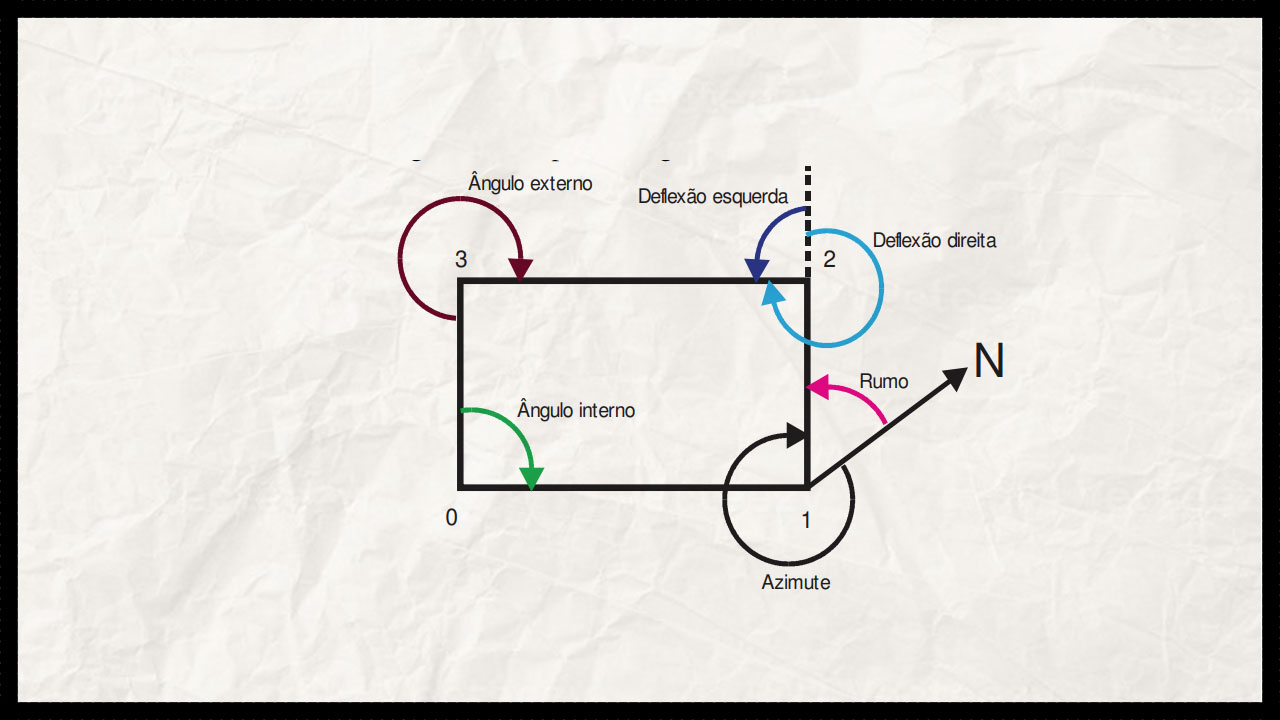 Ângulo externo
Deflexão esquerda
Deflexão direita
3
2
N
Rumo
Ângulo interno
0
1
Azimute